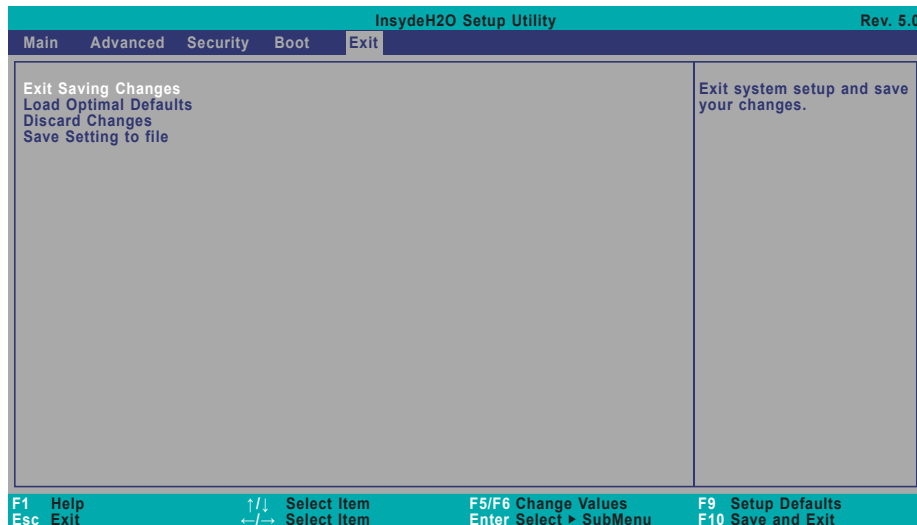 InsydeH2O Setup Utility Rev. 5.0
Main Advanced Security Boot Exit
Exit Saving Changes
Load Optimal Defaults
Discard Changes
Save Setting to file
Exit system setup and save
your changes.
F1 Help ↑/↓ Select Item F5/F6 Change Values F9 Setup Defaults
Esc Exit ←/→ Select Item Enter Select ▶ SubMenu F10 Save and Exit